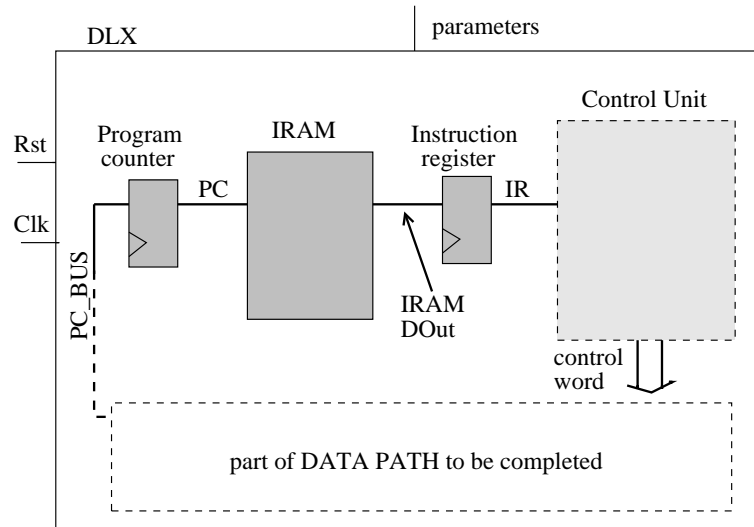 DLX
parameters
Control Unit
Program
counter
IRAM
Instruction
register
Rst
PC
IR
Clk
PC_BUS
IRAM
DOut
control
word
part of DATA PATH to be completed